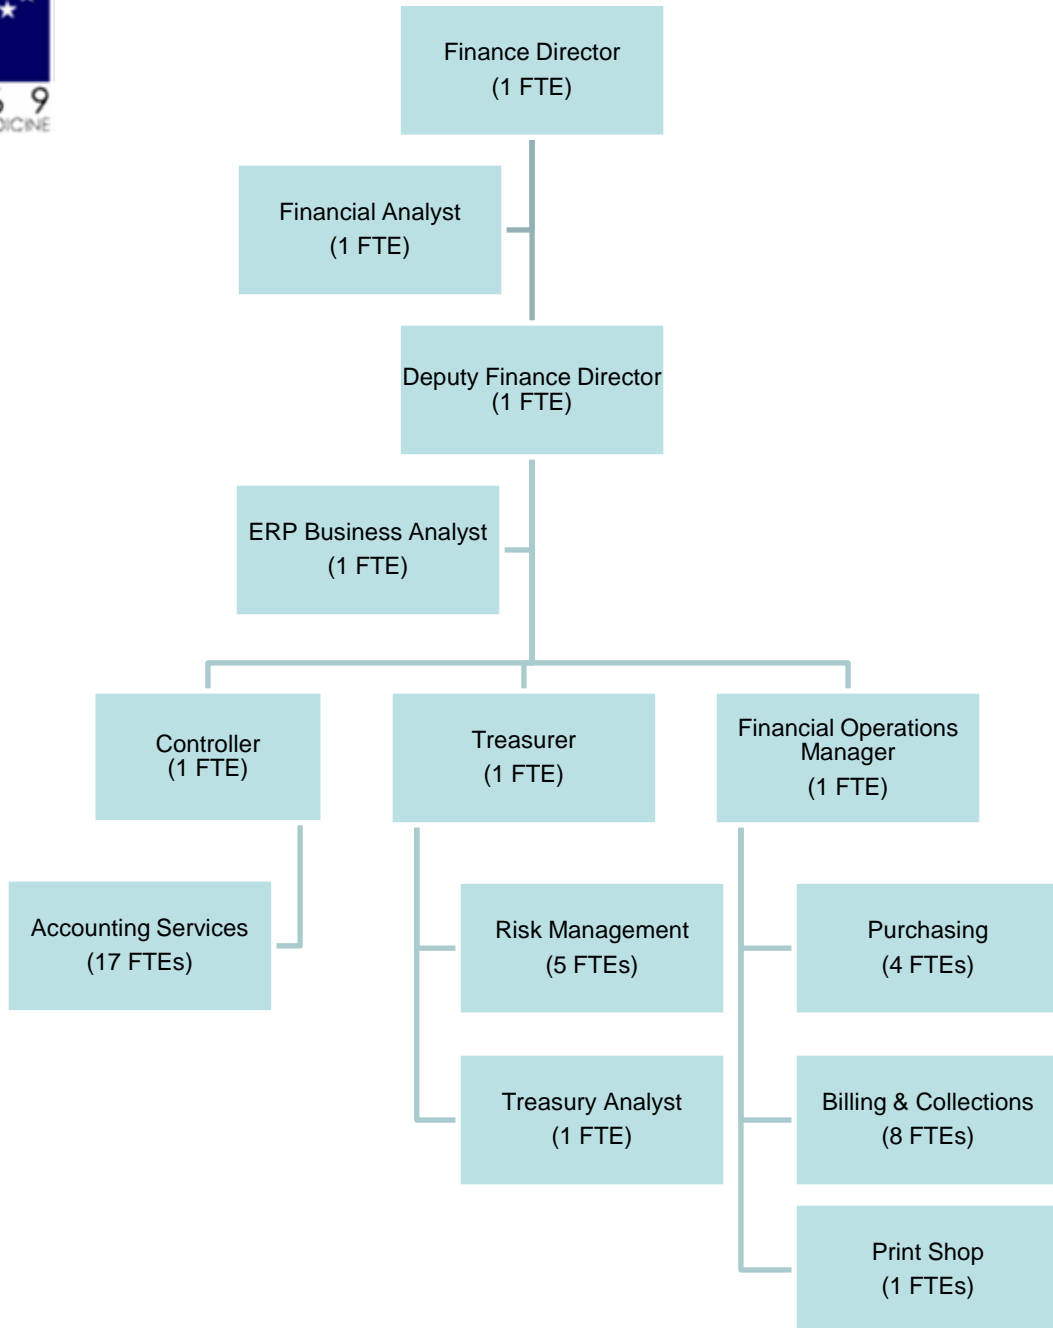 9
DICINE
Finance Director
(1 FTE)
Financial Analyst
(1 FTE)
Deputy Finance Director
(1 FTE)
ERP Business Analyst
(1 FTE)
Controller
(1 FTE)
Treasurer
(1 FTE)
Financial Operations
Manager
(1 FTE)
Accounting Services
(17 FTEs)
Risk Management
(5 FTEs)
Purchasing
(4 FTEs)
Treasury Analyst
(1 FTE)
Billing & Collections
(8 FTEs)
Print Shop
(1 FTEs)